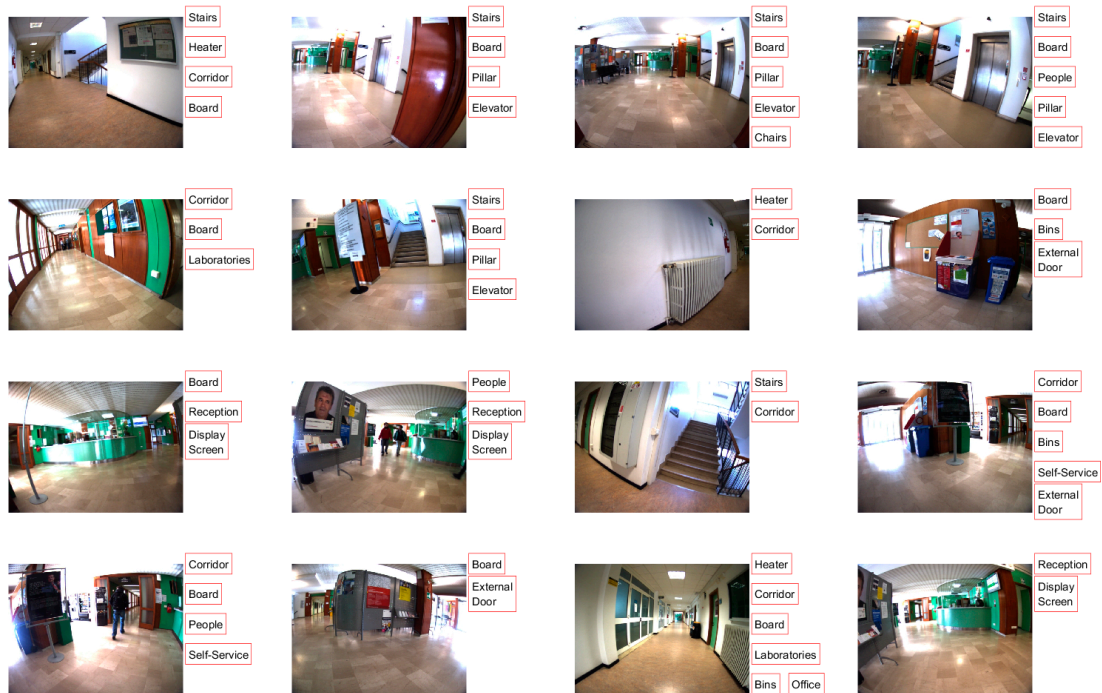 Stairs
Heater
Corridor
Board
Stairs
Board
Pillar
Elevator
Stairs
Board
Pillar
Elevator
Chairs
Stairs
Board
People
Pillar
Elevator
Corridor
Board
Laboratories
Stairs
Board
Pillar
Elevator
Heater
Corridor
Board
Bins
External
Door
Board
Reception
Display
Screen
People
Reception
Display
Screen
Stairs
Corridor
Corridor
Board
Bins
Self-Service
External
Door
Corridor
Board
People
Self-Service
Board
External
Door
Heater
Corridor
Board
Laboratories
Bins Office
Reception
Display
Screen